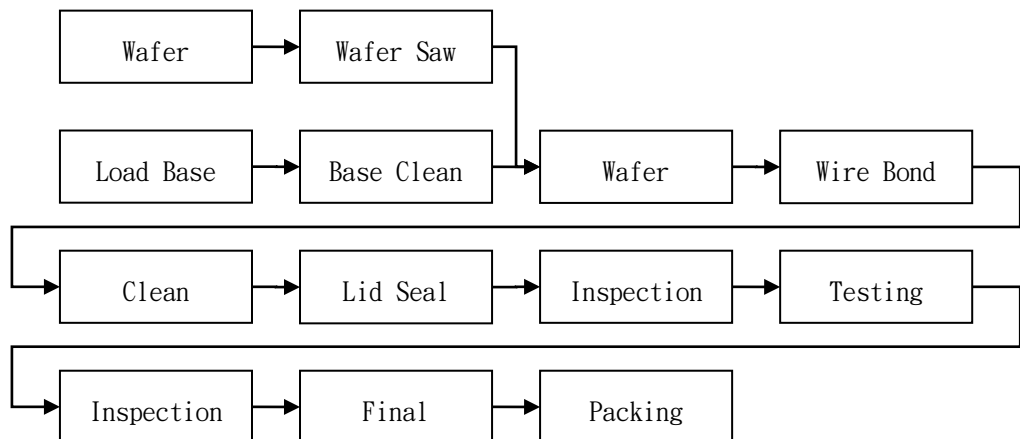 Wafer
Wafer Saw
Load Base
Base Clean
Wafer
Wire Bond
Clean
Lid Seal
Inspection
Testing
Inspection
Final
Packing